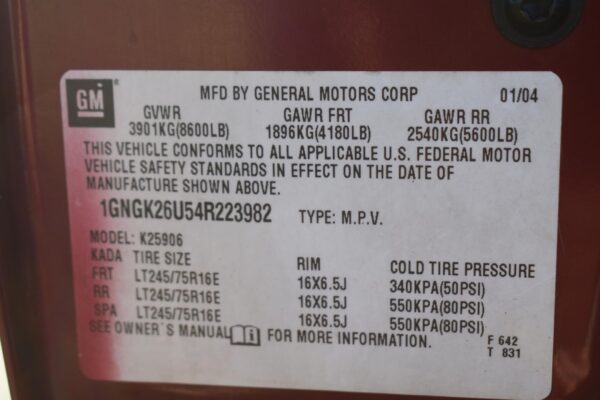 GM
MFD BY GENERAL MOTORS CORP 01/04
GVWR GAWR FRT GAWR RR
3901KG(8600LB) 1896KG(4180LB) 2540KG(5600LB)
THIS VEHICLE CONFORMS TO ALL APPLICABLE U.S. FEDERAL MOTOR
VEHICLE SAFETY STANDARDS IN EFFECT ON THE DATE OF
MANUFACTURE SHOWN ABOVE.
1GNGK26U54R223982 TYPE: M.P.V.
MODEL: K25906
KADA TIRE SIZE RIM COLD TIRE PRESSURE
FRT LT245/75R16E 16X6.5J 340KPA(50PSI)
RR LT245/75R16E 16X6.5J 550KPA(80PSI)
SPA LT245/75R16E 16X6.5J 550KPA(80PSI)
SEE OWNER'S MANUAL FOR MORE INFORMATION. F 642
T 831